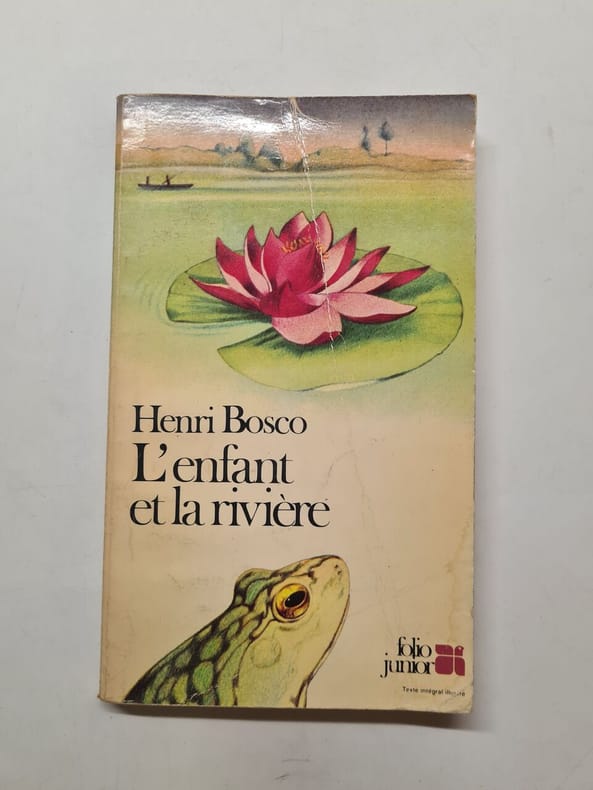 Henri Bosco
L'enfant
et la rivière
folio
junior
Texte intégral illustré